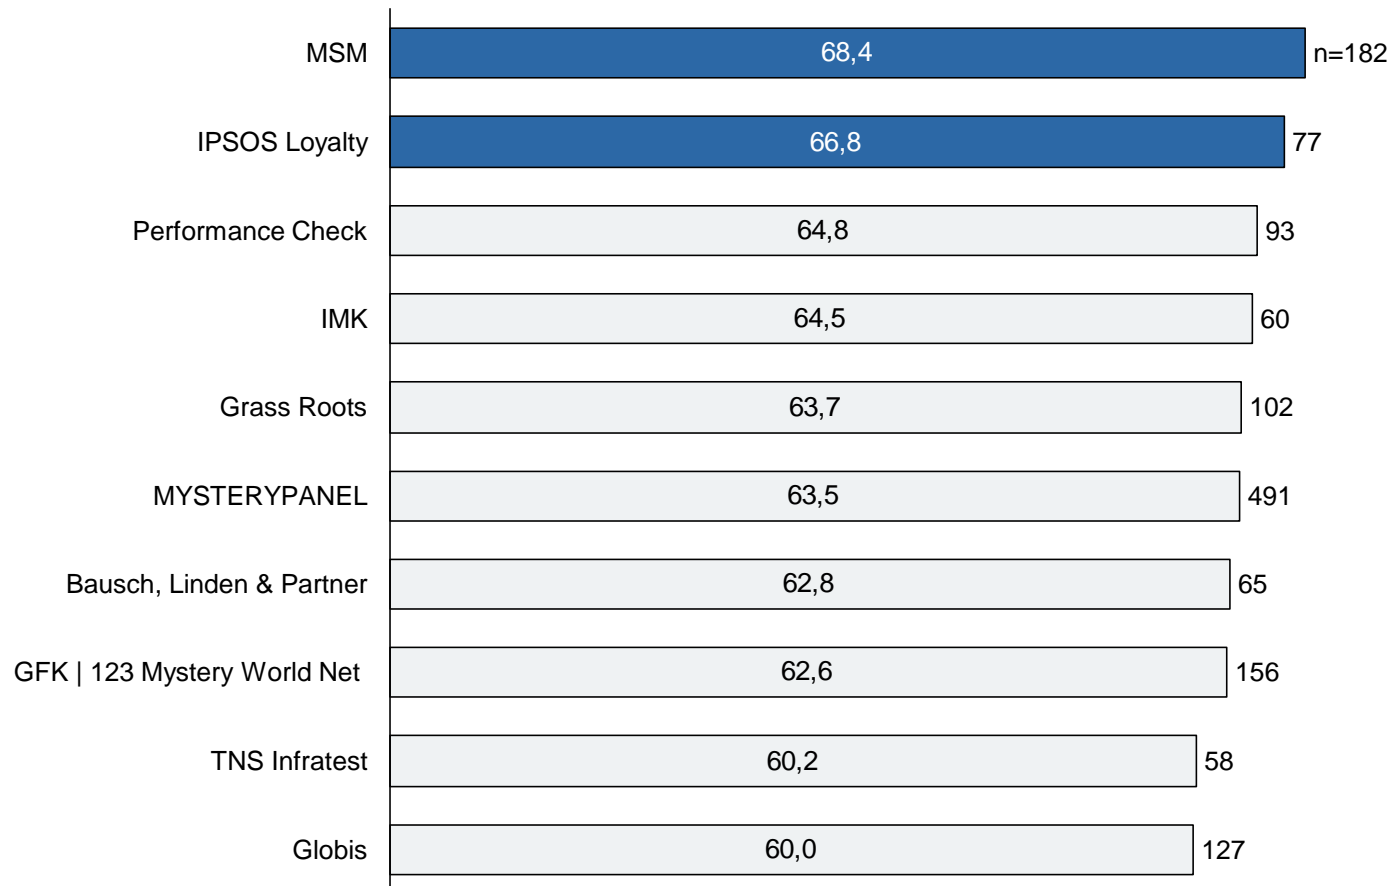 MSM 68,4 n=182
IPSOS Loyalty 66,8 77
Performance Check 64,8 93
IMK 64,5 60
Grass Roots 63,7 102
MYSTERYPANEL 63,5 491
Bausch, Linden & Partner 62,8 65
GFK | 123 Mystery World Net 62,6 156
TNS Infratest 60,2 58
Globis 60,0 127